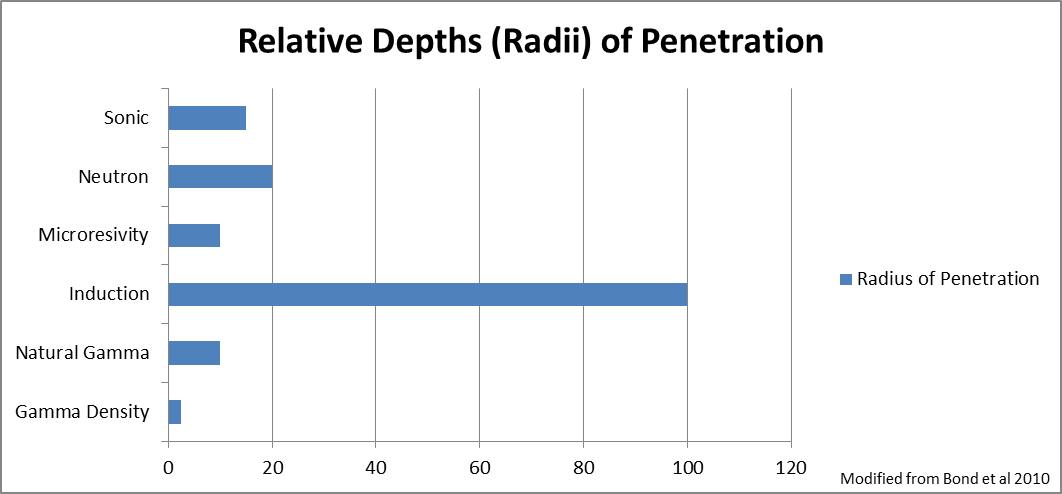 Relative Depths (Radii) of Penetration
Sonic
Neutron
Microresivity
Induction
Natural Gamma
Gamma Density
0 20 40 60 80 100 120
Radius of Penetration
Modified from Bond et al 2010